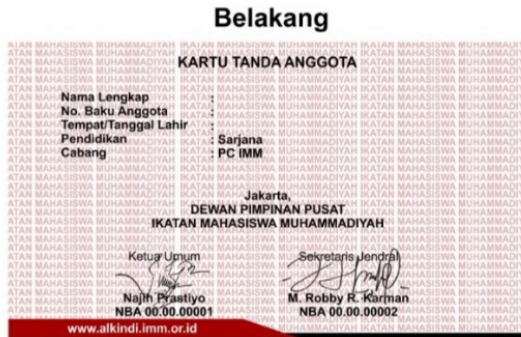 Belakang
KARTU TANDA ANGGOTA
Nama Lengkap :
No. Baku Anggota :
Tempat/Tanggal Lahir :
Pendidikan : Sarjana
Cabang : PC IMM
Jakarta,
DEWAN PIMPINAN PUSAT
IKATAN MAHASISWA MUHAMMADIYAH
Ketua Umum Sekretaris Jendral
Najih Prastiyo M. Robby R. Karman
NBA 00.00.00001 NBA 00.00.00002
www.alkindi.imm.or.id